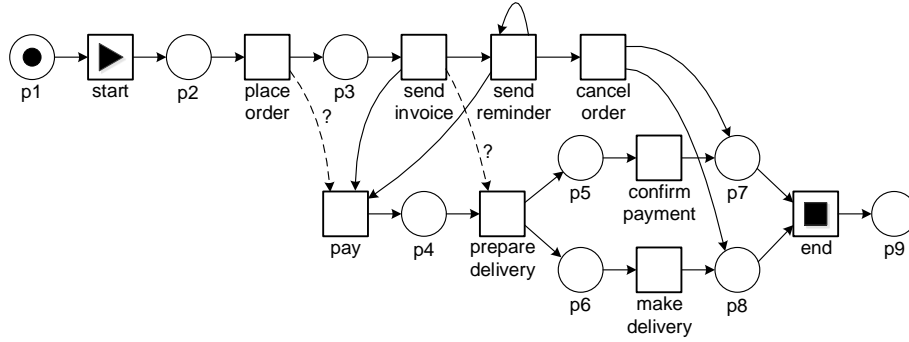 p1
start
p2
place
order
p3
send
invoice
send
reminder
cancel
order
?
?
pay
p4
prepare
delivery
p5
confirm
payment
p7
p6
make
delivery
p8
end
p9